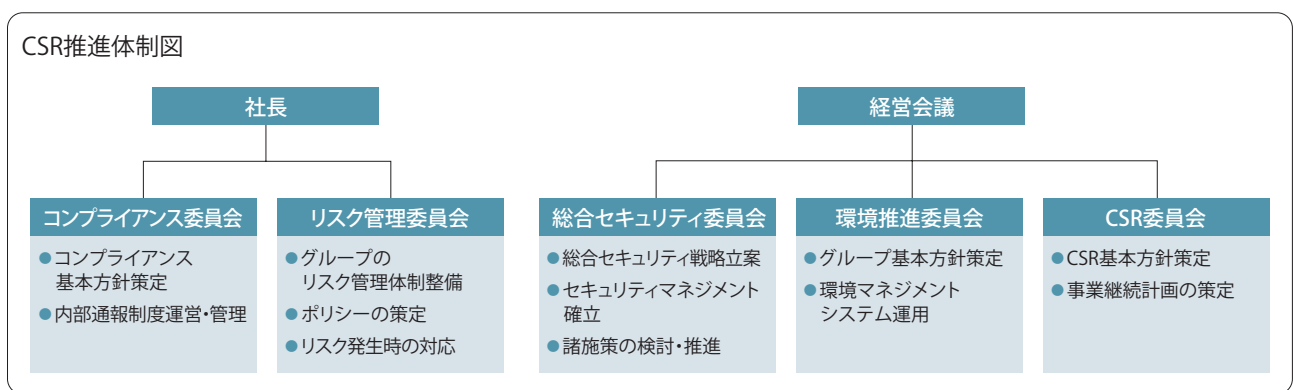 CSR推進体制図
社長
経営会議
コンプライアンス委員会
●コンプライアンス
基本方針策定
●内部通報制度運営・管理
リスク管理委員会
●グループの
リスク管理体制整備
●ポリシーの策定
●リスク発生時の対応
総合セキュリティ委員会
●総合セキュリティ戦略立案
●セキュリティマネジメント
確立
●諸施策の検討・推進
環境推進委員会
●グループ基本方針策定
●環境マネジメント
システム運用
CSR委員会
●CSR基本方針策定
●事業継続計画の策定